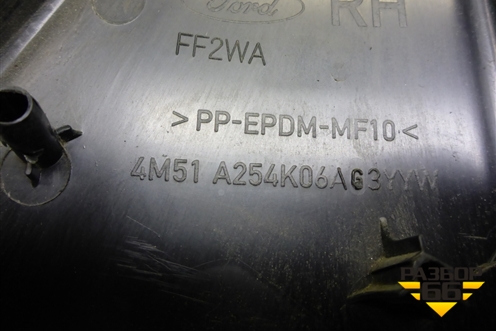 Ford RH
FF2WA
>PP-EPDM-MF10<
4M51 A254K06AG3YYW
РАЗБОР
66